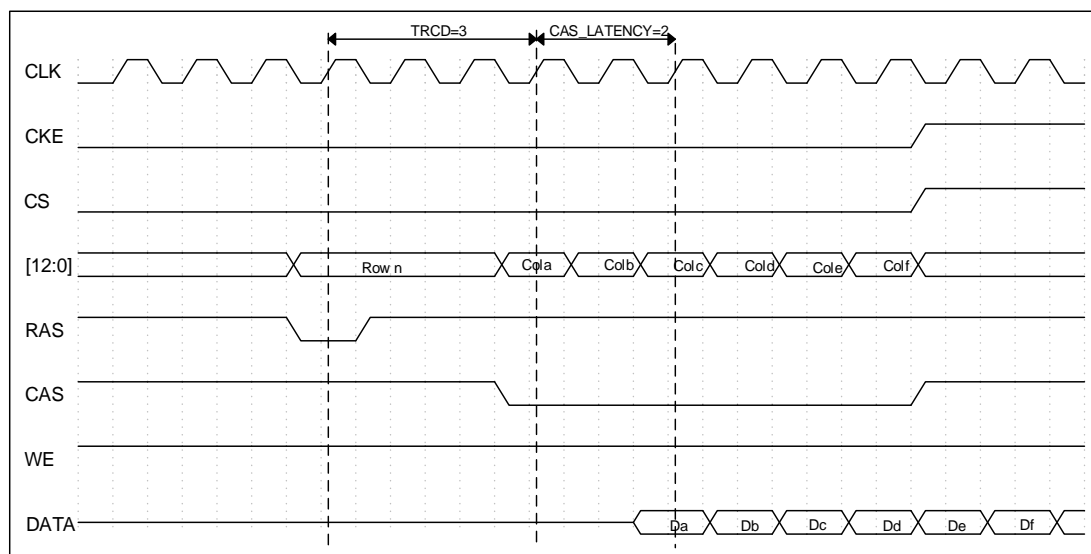 TRCD=3 CAS_LATENCY=2
CLK
CKE
CS
[12:0] Row n Cola Colb Colc Cold Cole Colf
RAS
CAS
WE
DATA Da Db Dc Dd De Df